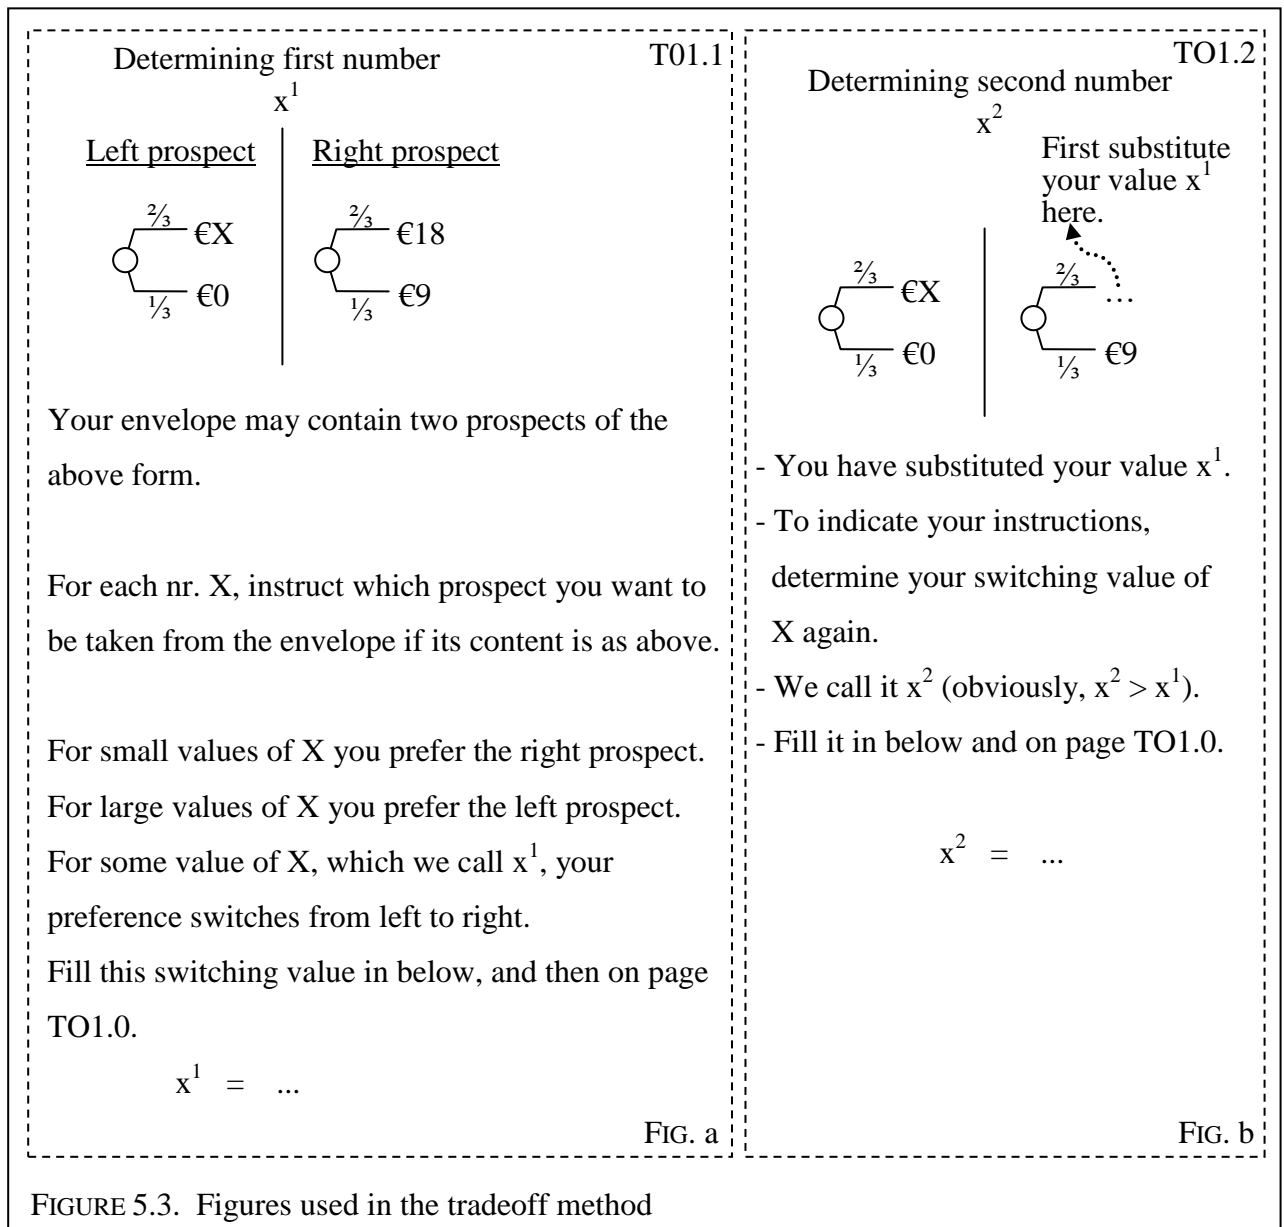 T01.1
Determining first number
x¹
Left prospect Right prospect
⅔ €X ⅔ €18
⅓ €0 ⅓ €9
Your envelope may contain two prospects of the
above form.
For each nr. X, instruct which prospect you want to
be taken from the envelope if its content is as above.
For small values of X you prefer the right prospect.
For large values of X you prefer the left prospect.
For some value of X, which we call x¹, your
preference switches from left to right.
Fill this switching value in below, and then on page
TO1.0.
x¹ = ...
FIG. a
TO1.2
Determining second number
x²
First substitute
your value x¹
here.
⅔ €X ⅔ ...
⅓ €0 ⅓ €9
- You have substituted your value x¹.
- To indicate your instructions,
determine your switching value of
X again.
- We call it x² (obviously, x² > x¹).
- Fill it in below and on page TO1.0.
x² = ...
FIG. b
FIGURE 5.3. Figures used in the tradeoff method